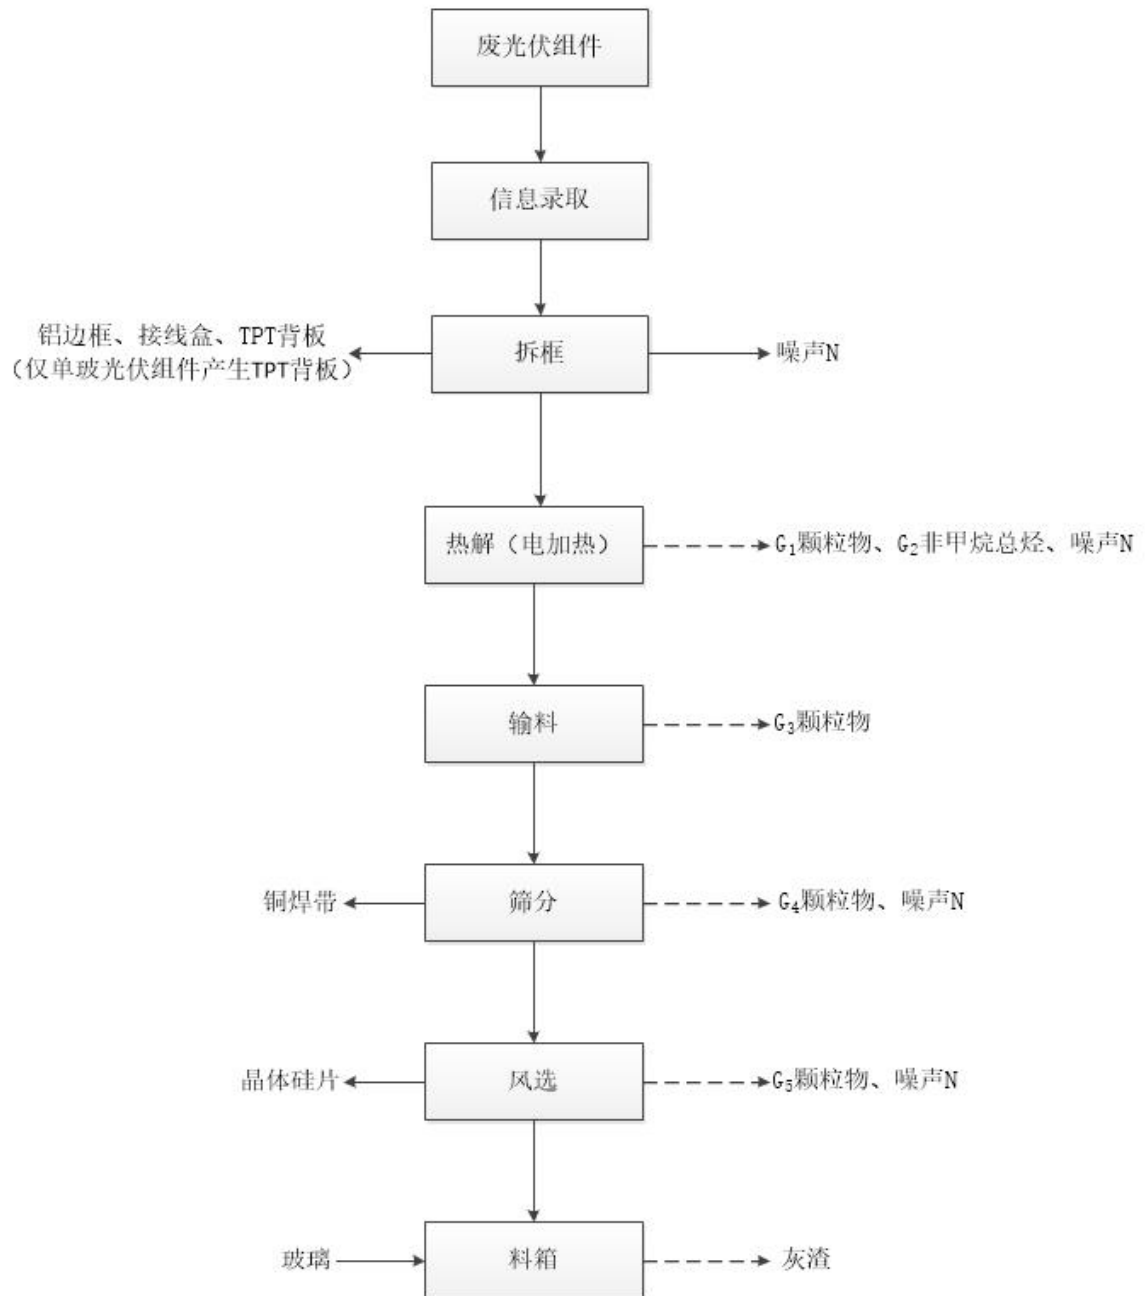 废光伏组件
信息录取
铝边框、接线盒、TPT背板
（仅单玻光伏组件产生TPT背板）
拆框
噪声N
热解（电加热）
G₁颗粒物、G₂非甲烷总烃、噪声N
输料
G₃颗粒物
铜焊带
筛分
G₄颗粒物、噪声N
晶体硅片
风选
G₅颗粒物、噪声N
玻璃
料箱
灰渣